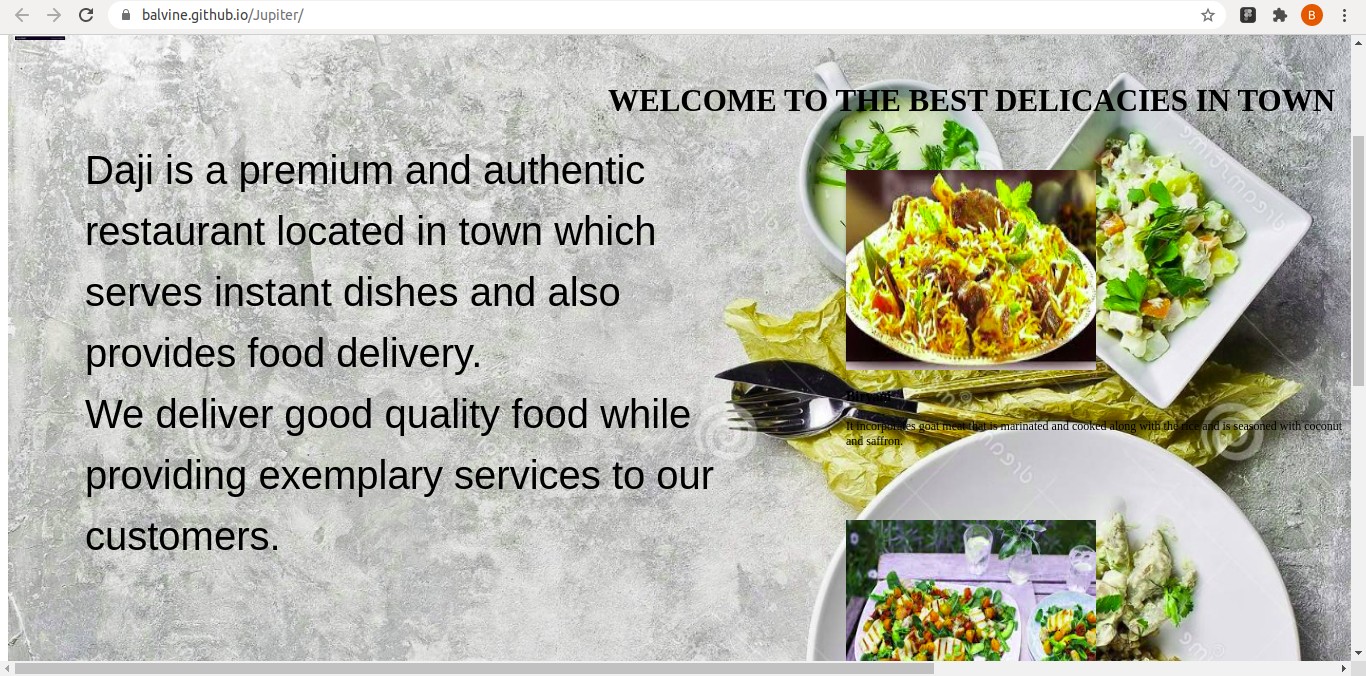 balvine.github.io/Jupiter/
B
WELCOME TO THE BEST DELICACIES IN TOWN
Daji is a premium and authentic
restaurant located in town which
serves instant dishes and also
provides food delivery.
We deliver good quality food while
providing exemplary services to our
customers.
It incorporates goat meat that is marinated and cooked along with the rice and is seasoned with coconut
and saffron.